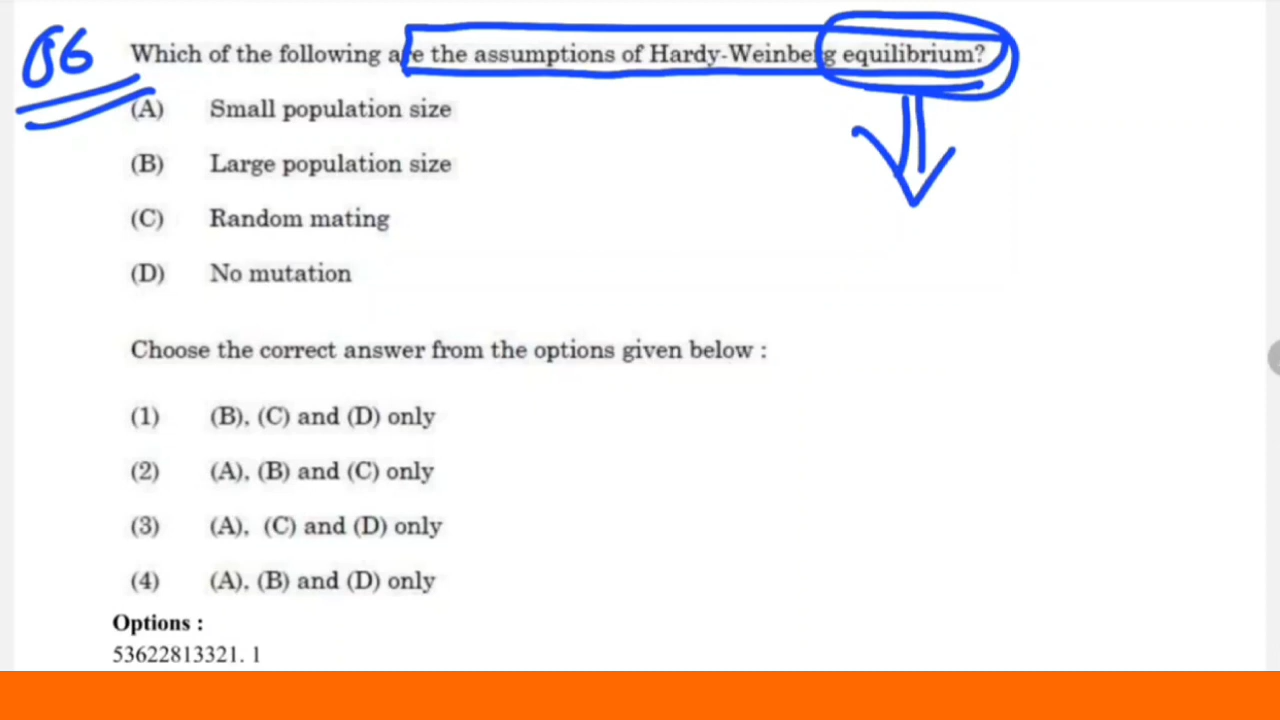 Q6 Which of the following are the assumptions of Hardy-Weinberg equilibrium?
(A) Small population size
(B) Large population size
(C) Random mating
(D) No mutation
Choose the correct answer from the options given below :
(1) (B), (C) and (D) only
(2) (A), (B) and (C) only
(3) (A), (C) and (D) only
(4) (A), (B) and (D) only
Options :
53622813321. 1